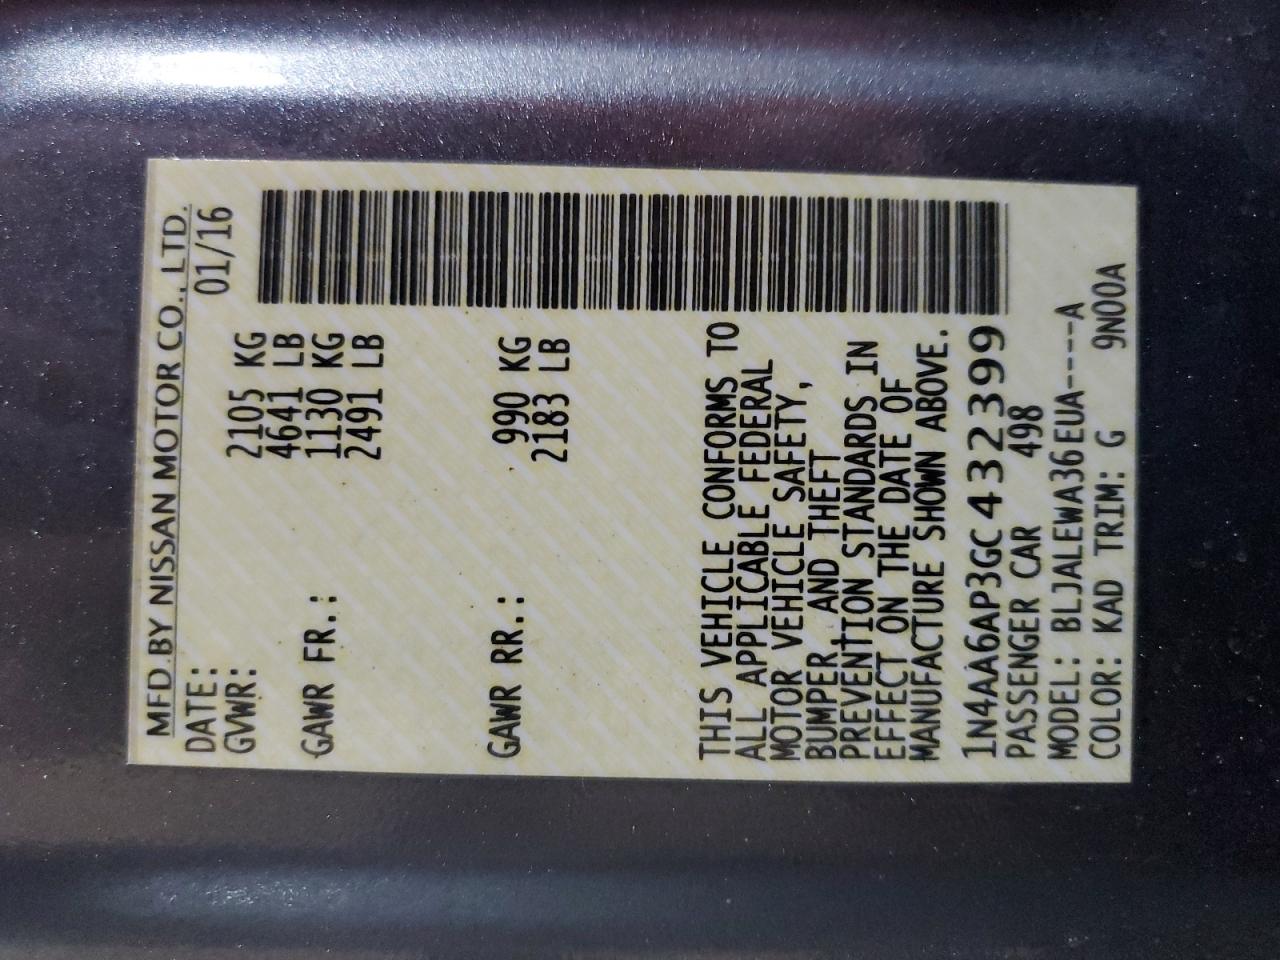 MFD.BY NISSAN MOTOR CO., LTD.
DATE: 01/16
GVWR: 2105 KG
4641 LB
GAWR FR.: 1130 KG
2491 LB
GAWR RR.: 990 KG
2183 LB
THIS VEHICLE CONFORMS TO
ALL APPLICABLE FEDERAL
MOTOR VEHICLE SAFETY,
BUMPER AND THEFT
PREVENTION STANDARDS IN
EFFECT ON THE DATE OF
MANUFACTURE SHOWN ABOVE.
1N4AA6AP3GC432399
PASSENGER CAR 498
MODEL: BLJALEWA36EUA----A
COLOR: KAD TRIM: G 9N00A